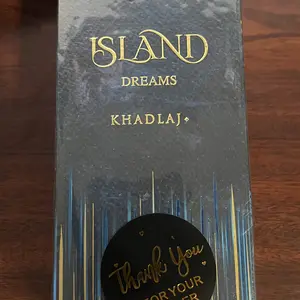 ISLAND
DREAMS
KHADLAJ
Thank You
FOR YOUR